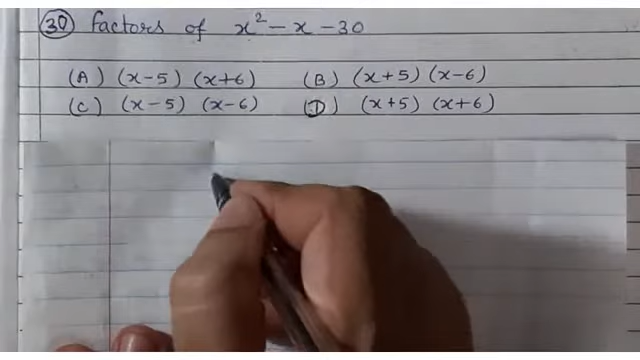 (30) factors of x² - x - 30
(A) (x-5) (x+6) (B) (x+5) (x-6)
(C) (x-5) (x-6) (D) (x+5) (x+6)